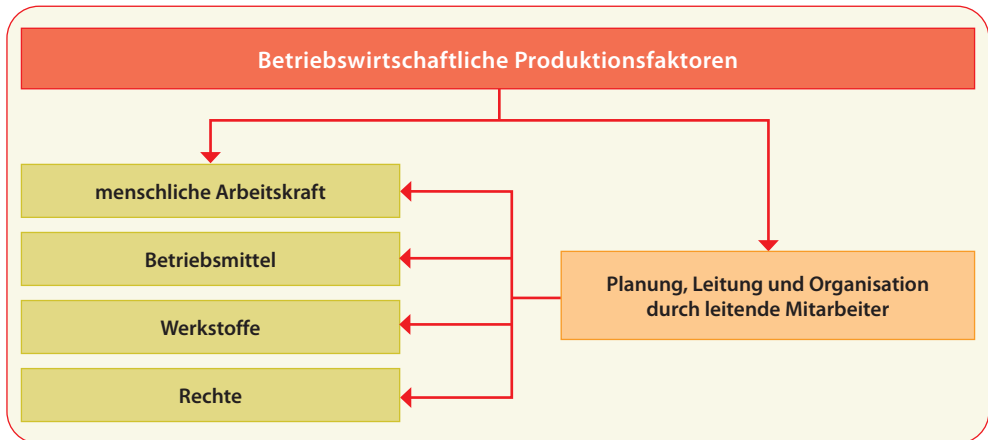 Betriebswirtschaftliche Produktionsfaktoren
menschliche Arbeitskraft
Betriebsmittel
Werkstoffe
Rechte
Planung, Leitung und Organisation
durch leitende Mitarbeiter